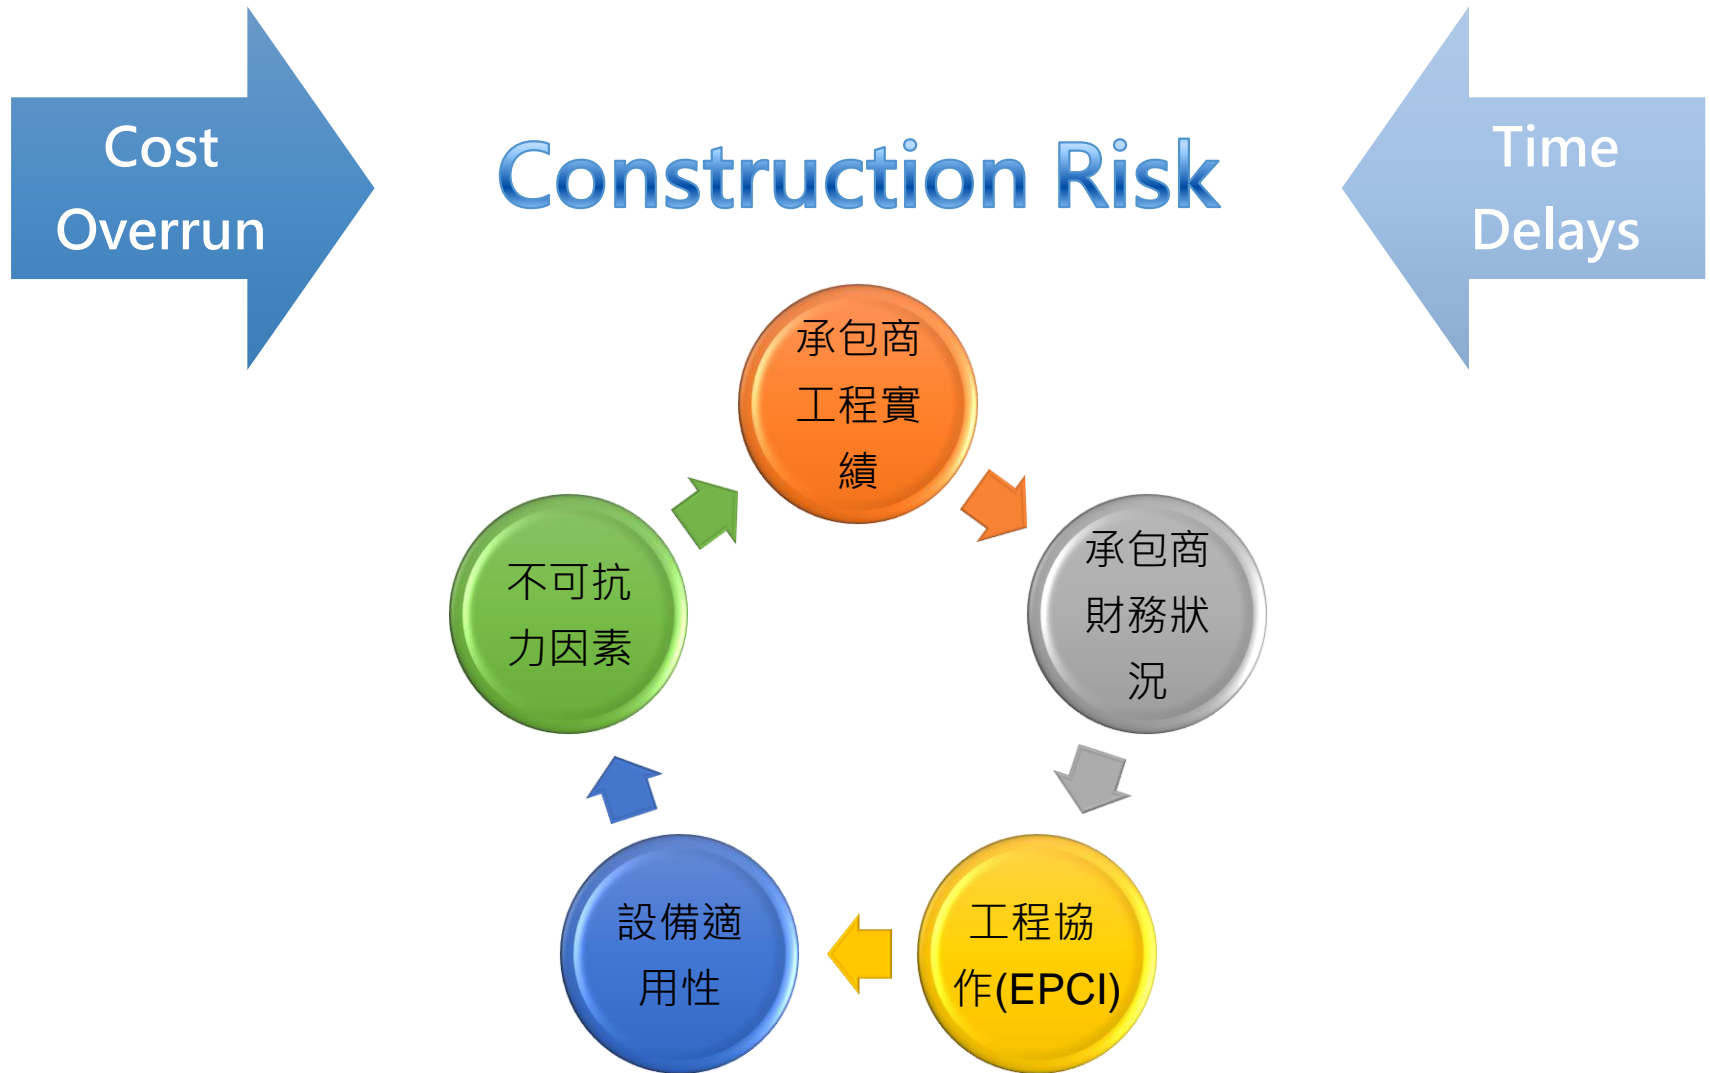 Cost
Overrun
Construction Risk
Time
Delays
承包商
工程實
績
承包商
財務狀
況
工程協
作(EPCI)
設備適
用性
不可抗
力因素